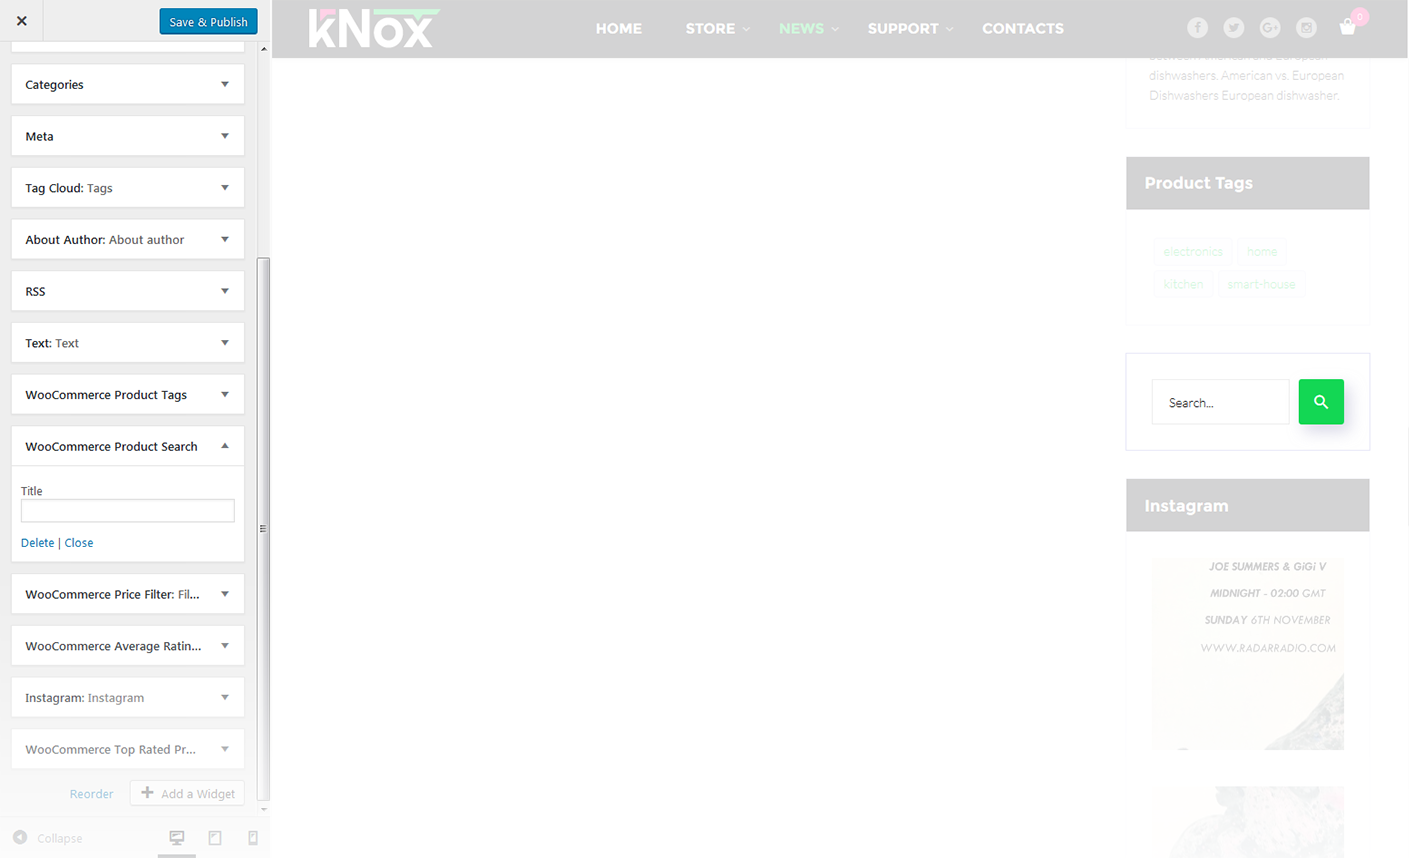 Save & Publish
Categories
Meta
Tag Cloud: Tags
About Author: About author
RSS
Text: Text
WooCommerce Product Tags
WooCommerce Product Search
Title
Delete | Close
WooCommerce Price Filter: Fil...
WooCommerce Average Ratin...
Instagram: Instagram
WooCommerce Top Rated Pr...
Reorder
Add a Widget
Collapse
kNox
HOME STORE NEWS SUPPORT CONTACTS
0
between American and European
dishwashers. American vs. European
Dishwashers European dishwasher.
Product Tags
electronics home
kitchen smart-house
Search...
Instagram
JOE SUMMERS & GiGi V
MIDNIGHT - 02:00 GMT
SUNDAY 6TH NOVEMBER
WWW.RADARRADIO.COM